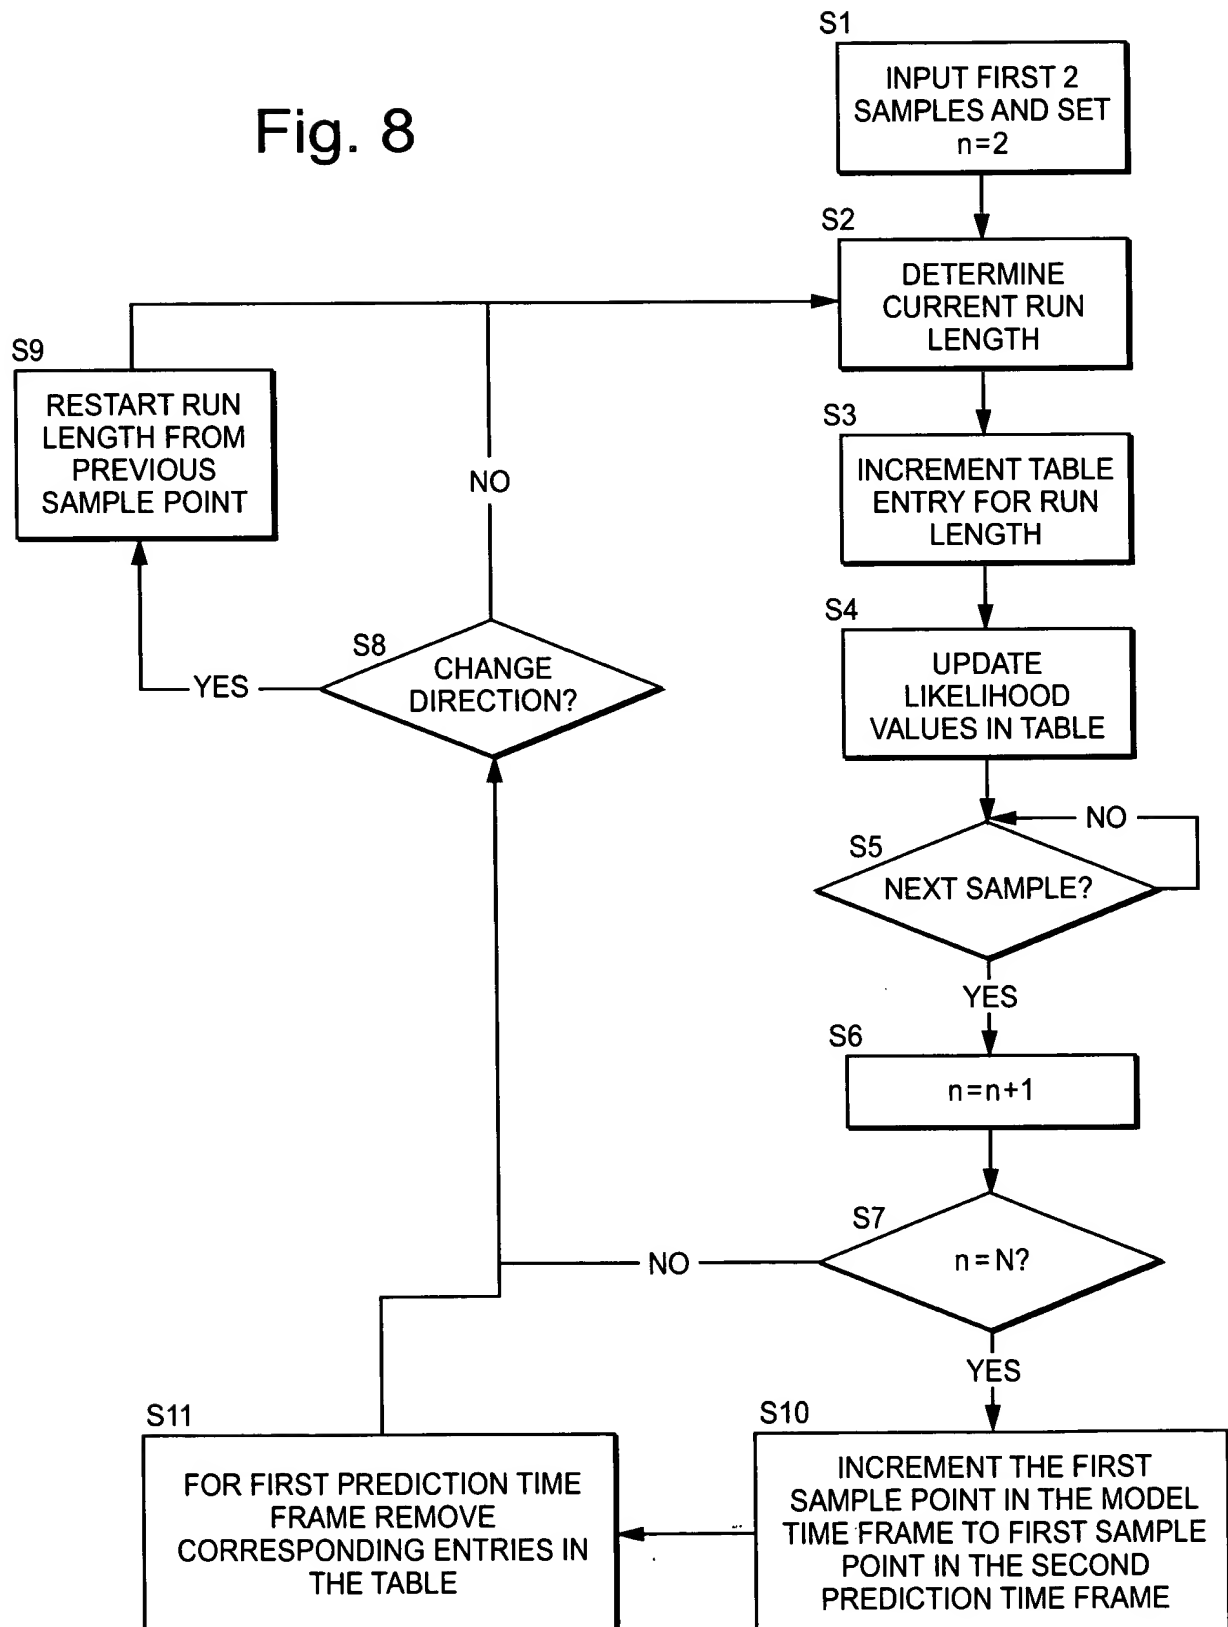 Fig. 8
S1
INPUT FIRST 2
SAMPLES AND SET
n=2
S2
DETERMINE
CURRENT RUN
LENGTH
S3
INCREMENT TABLE
ENTRY FOR RUN
LENGTH
S4
UPDATE
LIKELIHOOD
VALUES IN TABLE
S5
NEXT SAMPLE?
NO
YES
S6
n=n+1
S7
n=N?
NO
YES
S8
CHANGE
DIRECTION?
NO
YES
S9
RESTART RUN
LENGTH FROM
PREVIOUS
SAMPLE POINT
S10
INCREMENT THE FIRST
SAMPLE POINT IN THE MODEL
TIME FRAME TO FIRST SAMPLE
POINT IN THE SECOND
PREDICTION TIME FRAME
S11
FOR FIRST PREDICTION TIME
FRAME REMOVE
CORRESPONDING ENTRIES IN
THE TABLE